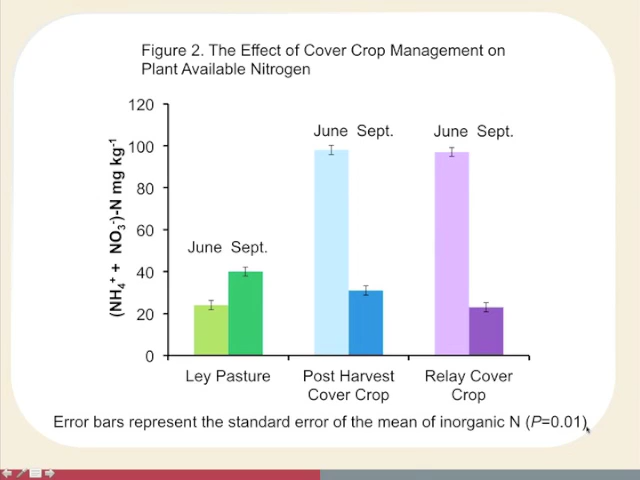 Figure 2. The Effect of Cover Crop Management on
Plant Available Nitrogen
(NH₄⁺ + NO₃⁻)-N mg kg⁻¹
120
100
80
60
40
20
0
June Sept.
June Sept.
June Sept.
Ley Pasture
Post Harvest
Cover Crop
Relay Cover
Crop
Error bars represent the standard error of the mean of inorganic N (P=0.01)